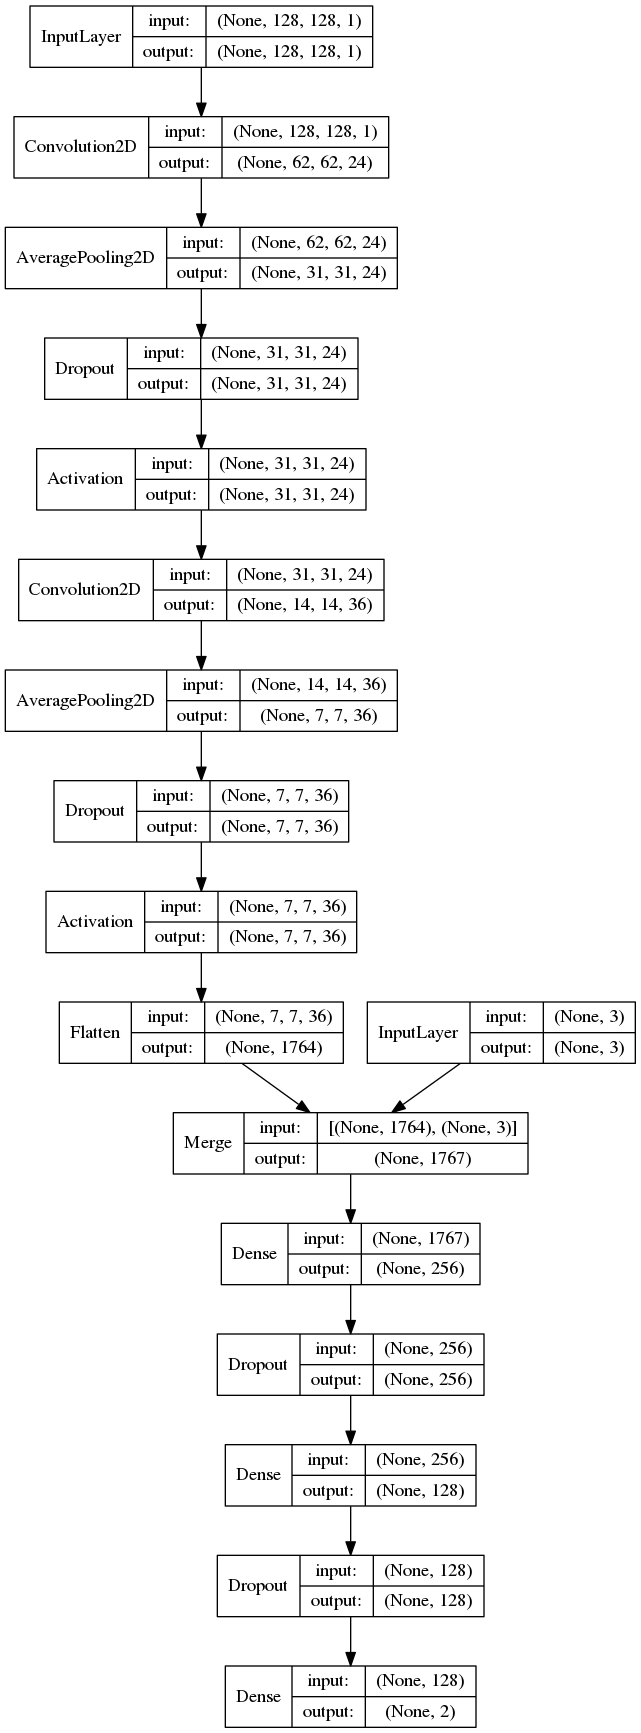 InputLayer
input: (None, 128, 128, 1)
output: (None, 128, 128, 1)
Convolution2D
input: (None, 128, 128, 1)
output: (None, 62, 62, 24)
AveragePooling2D
input: (None, 62, 62, 24)
output: (None, 31, 31, 24)
Dropout
input: (None, 31, 31, 24)
output: (None, 31, 31, 24)
Activation
input: (None, 31, 31, 24)
output: (None, 31, 31, 24)
Convolution2D
input: (None, 31, 31, 24)
output: (None, 14, 14, 36)
AveragePooling2D
input: (None, 14, 14, 36)
output: (None, 7, 7, 36)
Dropout
input: (None, 7, 7, 36)
output: (None, 7, 7, 36)
Activation
input: (None, 7, 7, 36)
output: (None, 7, 7, 36)
Flatten
input: (None, 7, 7, 36)
output: (None, 1764)
InputLayer
input: (None, 3)
output: (None, 3)
Merge
input: [(None, 1764), (None, 3)]
output: (None, 1767)
Dense
input: (None, 1767)
output: (None, 256)
Dropout
input: (None, 256)
output: (None, 256)
Dense
input: (None, 256)
output: (None, 128)
Dropout
input: (None, 128)
output: (None, 128)
Dense
input: (None, 128)
output: (None, 2)